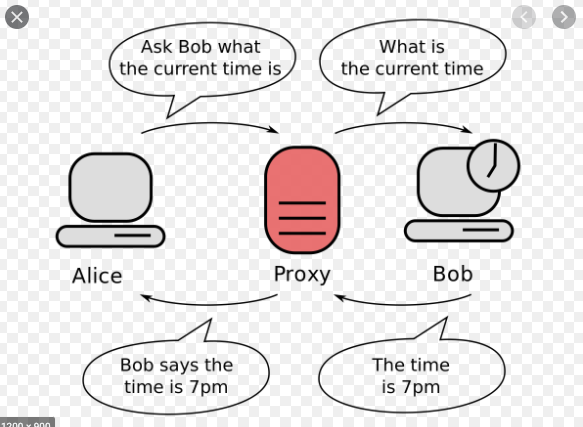 Ask Bob what
the current time is
What is
the current time
Alice
Proxy
Bob
Bob says the
time is 7pm
The time
is 7pm
1200 x 900